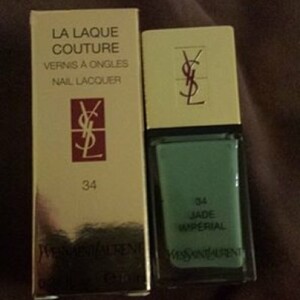 LA LAQUE
COUTURE
VERNIS À ONGLES
NAIL LACQUER
YSL
34
YVES SAINT LAURENT
YSL
34
JADE
IMPÉRIAL
YVES SAINT LAURENT